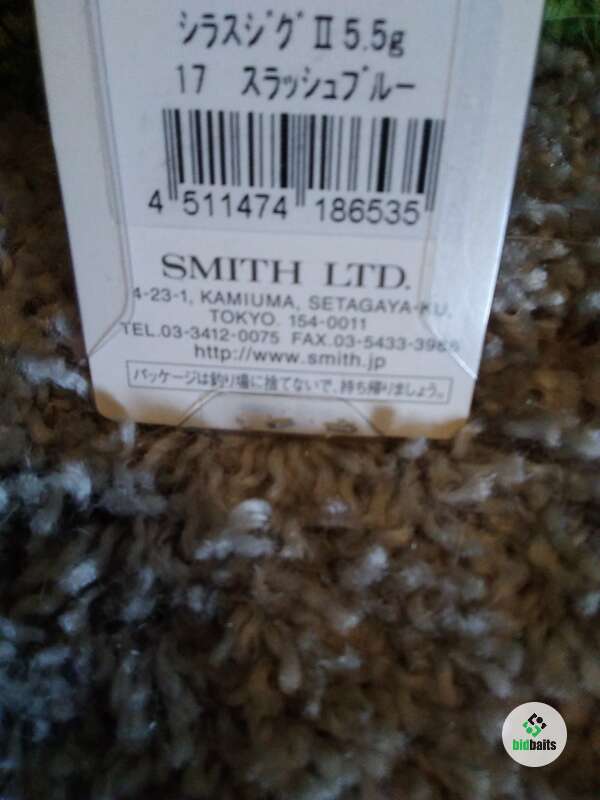 シラスジグⅡ5.5g
17 スラッシュブルー
4 511474 186535
SMITH LTD.
4-23-1, KAMIUMA, SETAGAYA-KU,
TOKYO. 154-0011
TEL.03-3412-0075 FAX.03-5433-3988
http://www.smith.jp
パッケージは釣り場に捨てないで、持ち帰りましょう。
bidbaits